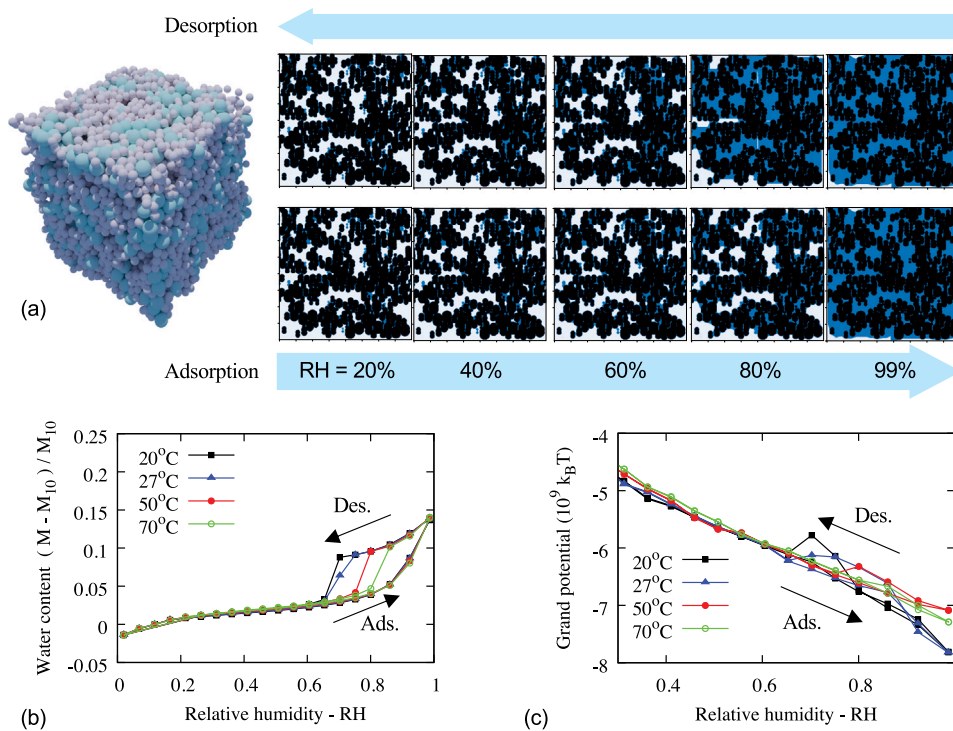 Desorption
(a)
Adsorption
RH = 20%
40%
60%
80%
99%
0.25
0.2
0.15
0.1
0.05
0
-0.05
Water content ( M - M10 ) / M10
20°C
27°C
50°C
70°C
Des.
Ads.
0
0.2
0.4
0.6
0.8
1
Relative humidity - RH
(b)
-4
-5
-6
-7
-8
Grand potential (10^9 k_BT)
Des.
20°C
27°C
50°C
70°C
Ads.
0.4
0.6
0.8
Relative humidity - RH
(c)